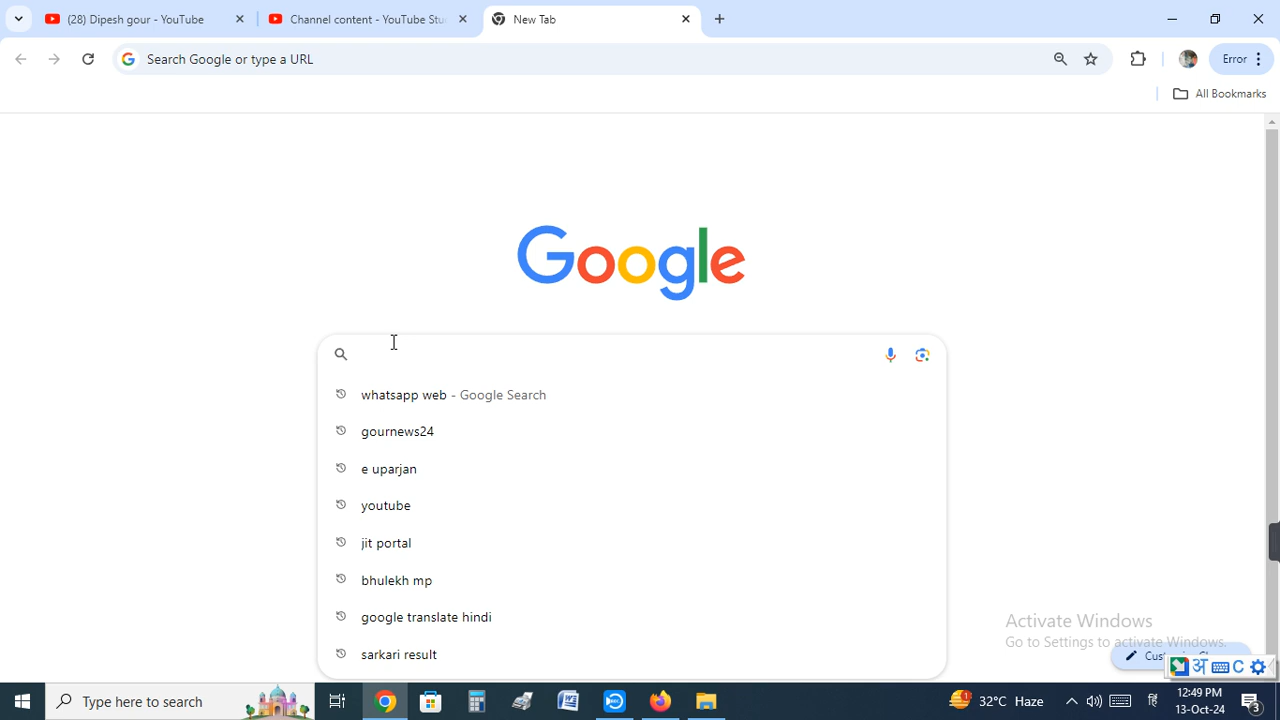 (28) Dipesh gour - YouTube
Channel content - YouTube Stu
New Tab
Search Google or type a URL
Error
All Bookmarks
Google
whatsapp web - Google Search
gournews24
e uparjan
youtube
jit portal
bhulekh mp
google translate hindi
sarkari result
Activate Windows
Go to Settings to activate Windows.
अ
C
Type here to search
1
32°C Haze
हि
12:49 PM
13-Oct-24
3